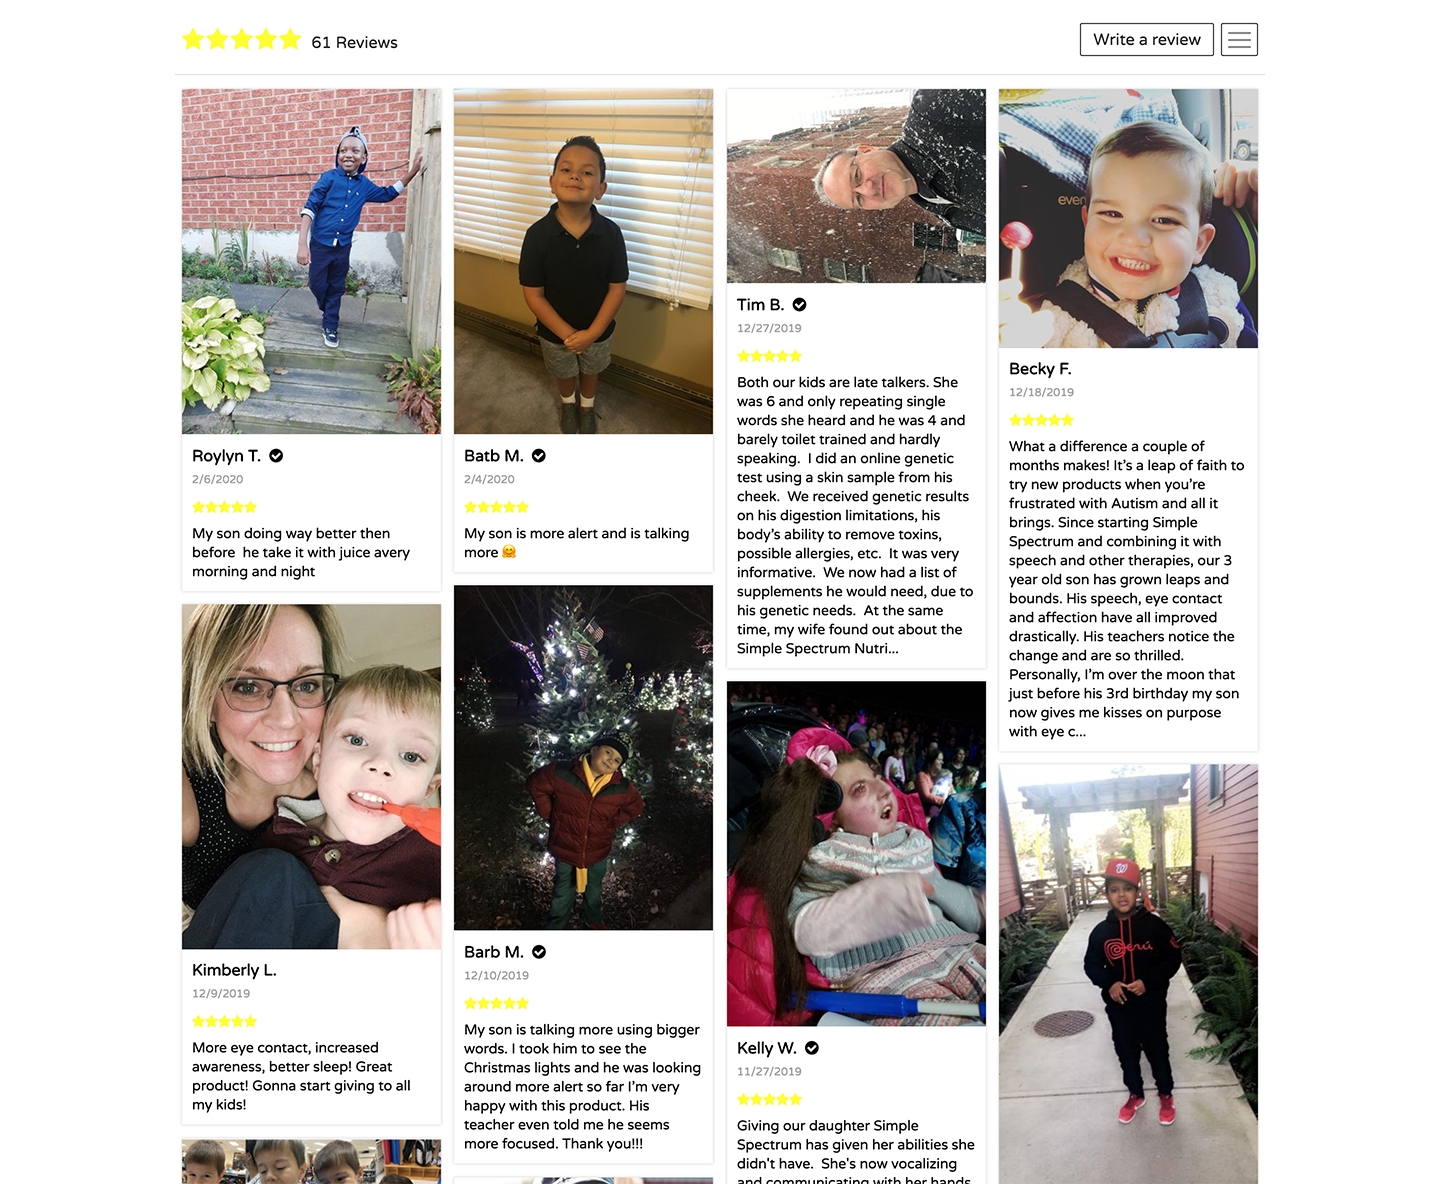 61 Reviews
Write a review
Roylyn T.
2/6/2020
My son doing way better then
before  he take it with juice avery
morning and night
Kimberly L.
12/9/2019
More eye contact, increased
awareness, better sleep! Great
product! Gonna start giving to all
my kids!
Batb M.
2/4/2020
My son is more alert and is talking
more 🤗
Barb M.
12/10/2019
My son is talking more using bigger
words. I took him to see the
Christmas lights and he was looking
around more alert so far I'm very
happy with this product. His
teacher even told me he seems
more focused. Thank you!!!
Tim B.
12/27/2019
Both our kids are late talkers. She
was 6 and only repeating single
words she heard and he was 4 and
barely toilet trained and hardly
speaking.  I did an online genetic
test using a skin sample from his
cheek.  We received genetic results
on his digestion limitations, his
body's ability to remove toxins,
possible allergies, etc.  It was very
informative.  We now had a list of
supplements he would need, due to
his genetic needs.  At the same
time, my wife found out about the
Simple Spectrum Nutri...
Kelly W.
11/27/2019
Giving our daughter Simple
Spectrum has given her abilities she
didn't have.  She's now vocalizing
and communicating with her hands
even
Becky F.
12/18/2019
What a difference a couple of
months makes! It's a leap of faith to
try new products when you're
frustrated with Autism and all it
brings. Since starting Simple
Spectrum and combining it with
speech and other therapies, our 3
year old son has grown leaps and
bounds. His speech, eye contact
and affection have all improved
drastically. His teachers notice the
change and are so thrilled.
Personally, I'm over the moon that
just before his 3rd birthday my son
now gives me kisses on purpose
with eye c...
W
Perú